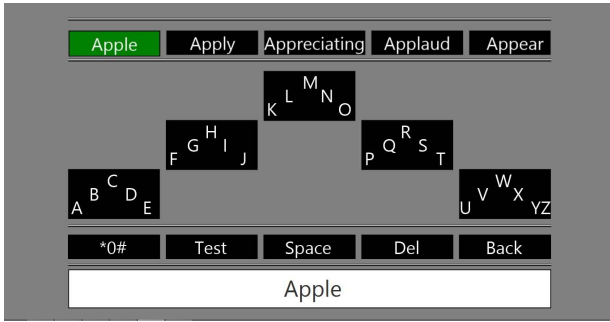 Apple Apply Appreciating Applaud Appear
K L M N O
F G H I J
P Q R S T
A B C D E
U V W X YZ
*0# Test Space Del Back
Apple